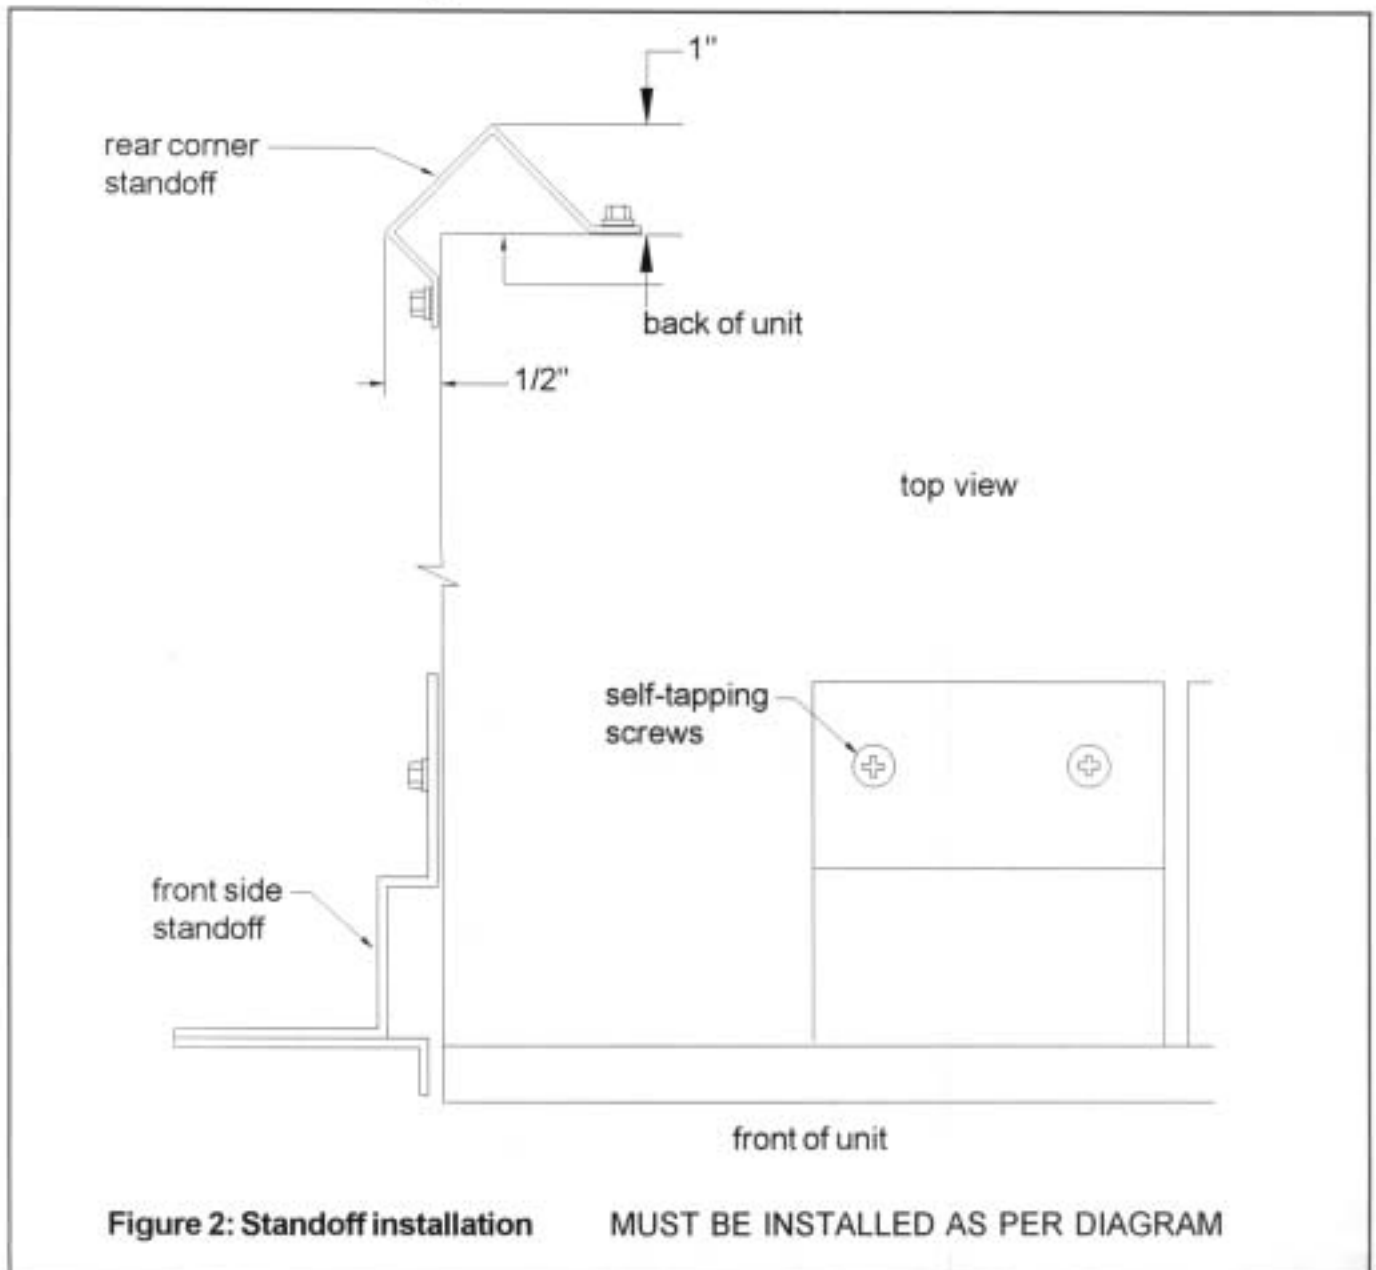 1"
rear corner
standoff
back of unit
1/2"
top view
self-tapping
screws
front side
standoff
front of unit
Figure 2: Standoff installation MUST BE INSTALLED AS PER DIAGRAM